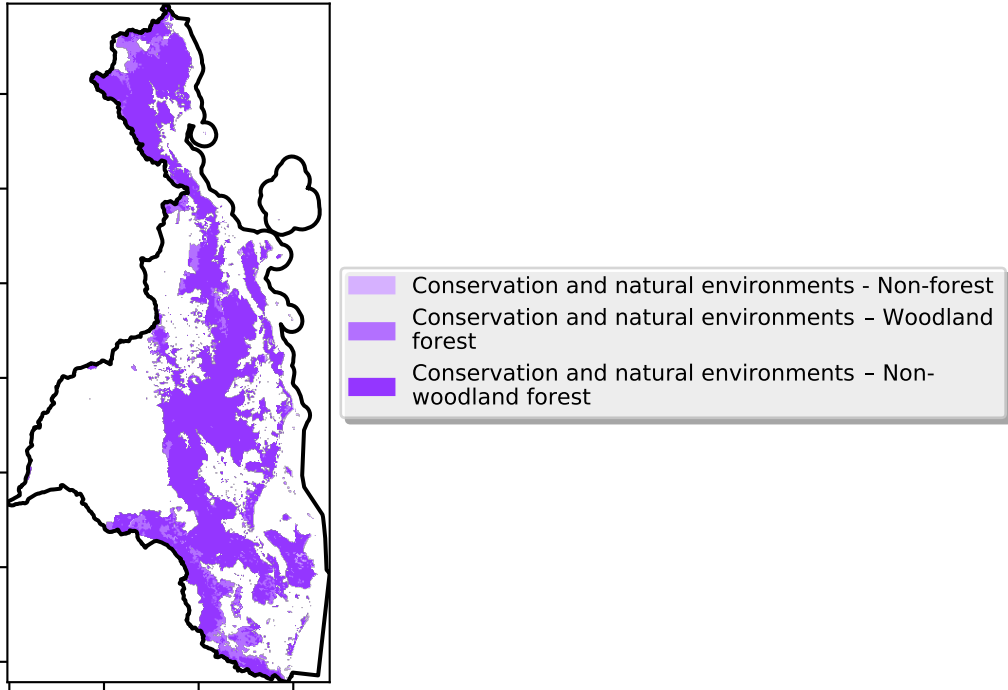 Conservation and natural environments - Non-forest
Conservation and natural environments – Woodland
forest
Conservation and natural environments – Non-
woodland forest